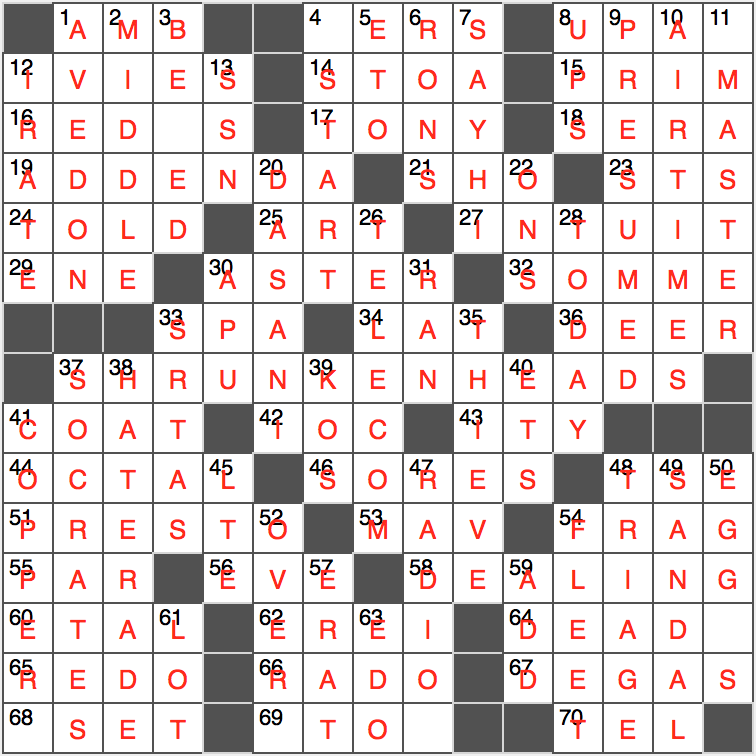 1 A 2 M 3 B 4 5 E 6 R 7 S 8 U 9 P 10 A 11
12 I V I E 13 S 14 S T O A 15 P R I M
16 R E D S 17 T O N Y 18 S E R A
19 A D D E N 20 D A 21 S H 22 O 23 S T S
24 T O L D 25 A R 26 T 27 I N 28 T U I T
29 E N E 30 A S T E 31 R 32 S O M M E
33 S P A 34 L A 35 T 36 D E E R
37 S 38 H R U N 39 K E N H 40 E A D S
41 C O A T 42 I O C 43 I T Y
44 O C T A 45 L 46 S O 47 R E S 48 T 49 S 50 E
51 P R E S T 52 O 53 M A V 54 F R A G
55 P A R 56 E V 57 E 58 D E 59 A L I N G
60 E T A 61 L 62 E R 63 E I 64 D E A D
65 R E D O 66 R A D O 67 D E G A S
68 S E T 69 T O 70 T E L